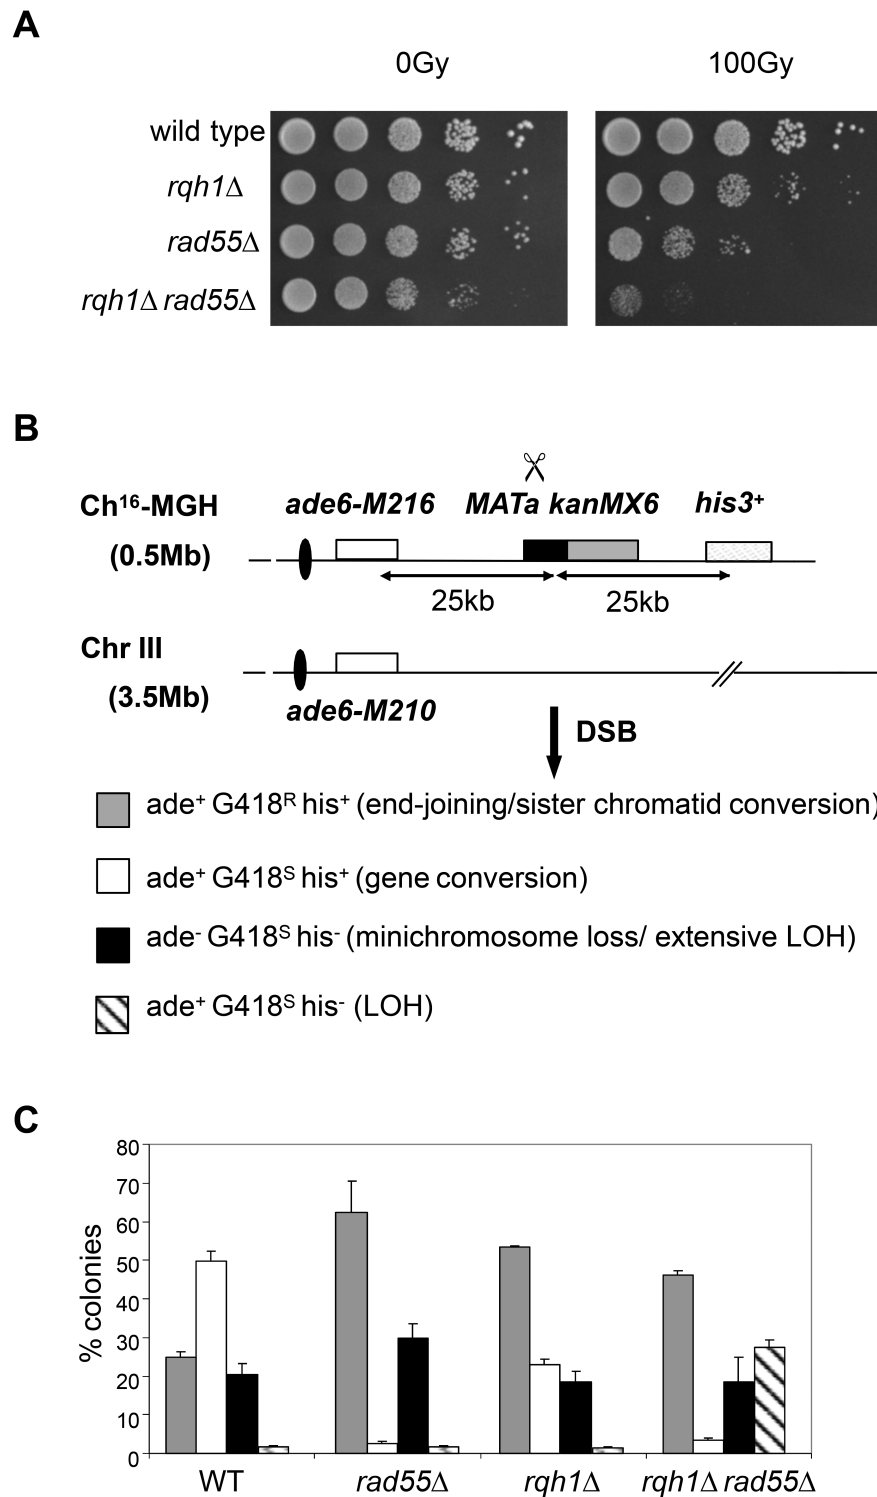 A
0Gy 100Gy
wild type
rqh1Δ
rad55Δ
rqh1Δ rad55Δ
B
Ch16-MGH ade6-M216 MATa kanMX6 his3+
(0.5Mb)
25kb 25kb
Chr III
(3.5Mb)
ade6-M210
DSB
ade+ G418R his+ (end-joining/sister chromatid conversion)
ade+ G418S his+ (gene conversion)
ade- G418S his- (minichromosome loss/ extensive LOH)
ade+ G418S his- (LOH)
C
% colonies
80
70
60
50
40
30
20
10
0
WT rad55Δ rqh1Δ rqh1Δ rad55Δ